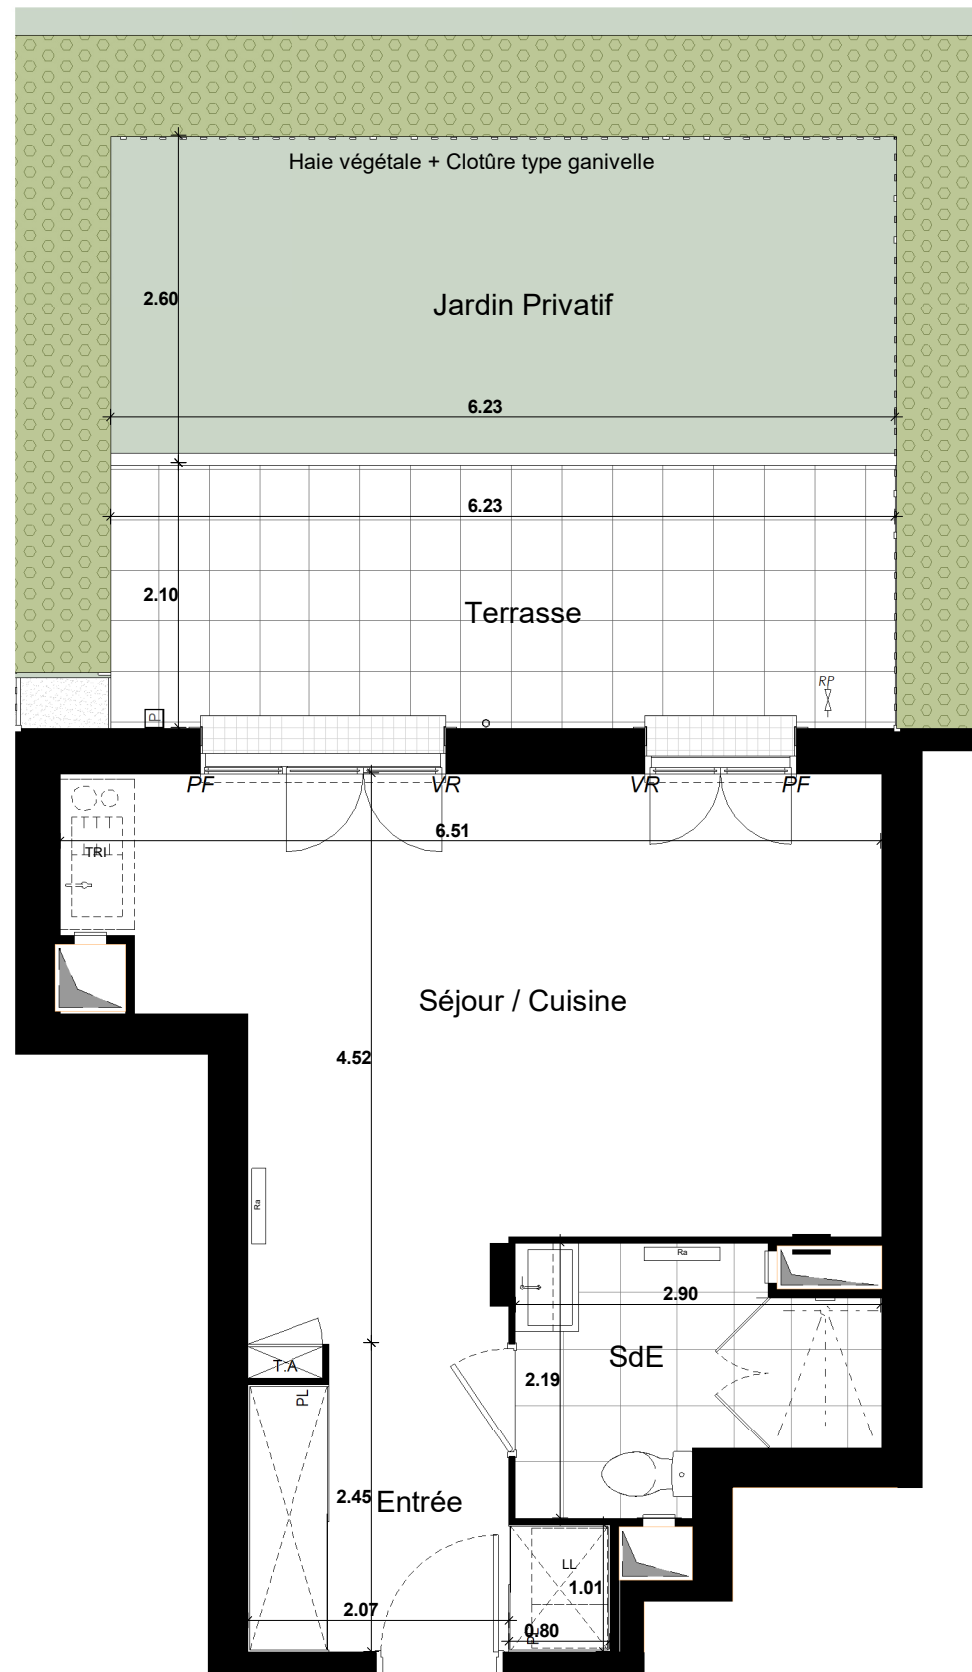 Haie végétale + Clotûre type ganivelle
2.60
Jardin Privatif
6.23
6.23
2.10
Terrasse
RP
P
PF
VR
VR
PF
6.51
TRI
Séjour / Cuisine
4.52
Ra
Ra
2.90
SdE
T.A
2.19
PL
2.45
Entrée
LL
1.01
2.07
0.80
PL